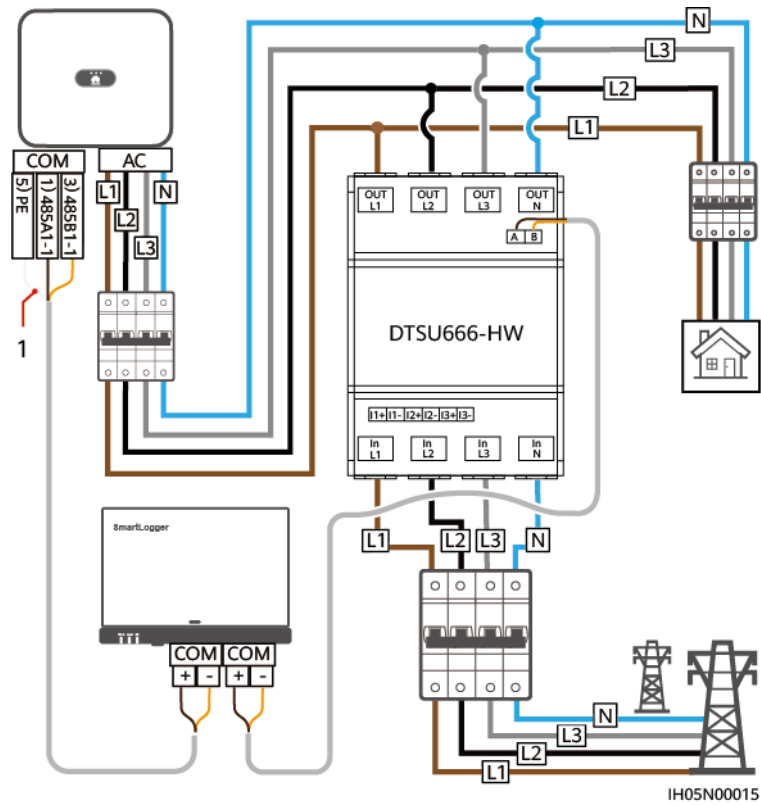 N
L3
L2
L1
COM
AC
5) PE
1) 485A1-1
3) 485B1-1
L1
L2
L3
N
1
OUT
L1
OUT
L2
OUT
L3
OUT
N
A
B
DTSU666-HW
I1+ I1- I2+ I2- I3+ I3-
In
L1
In
L2
In
L3
In
N
L1
L2
L3
N
SmartLogger
COM
COM
+
-
+
-
N
L3
L2
L1
IH05N00015